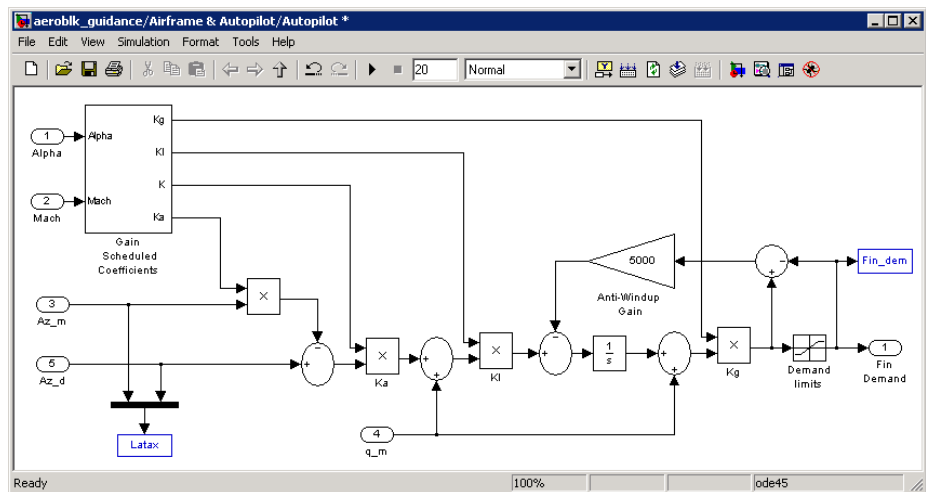 aeroblk_guidance/Airframe & Autopilot/Autopilot *
File Edit View Simulation Format Tools Help
20 Normal
1
Alpha
2
Mach
Alpha
Mach
Kg
KI
K
Ka
Gain
Scheduled
Coefficients
3
Az_m
5
Az_d
Latax
×
−
+
×
Ka
+
+
4
q_m
×
KI
−
+
1
s
5000
Anti-Windup
Gain
+
+
×
Kg
−
+
Demand
limits
Fin_dem
1
Fin
Demand
Ready 100% ode45